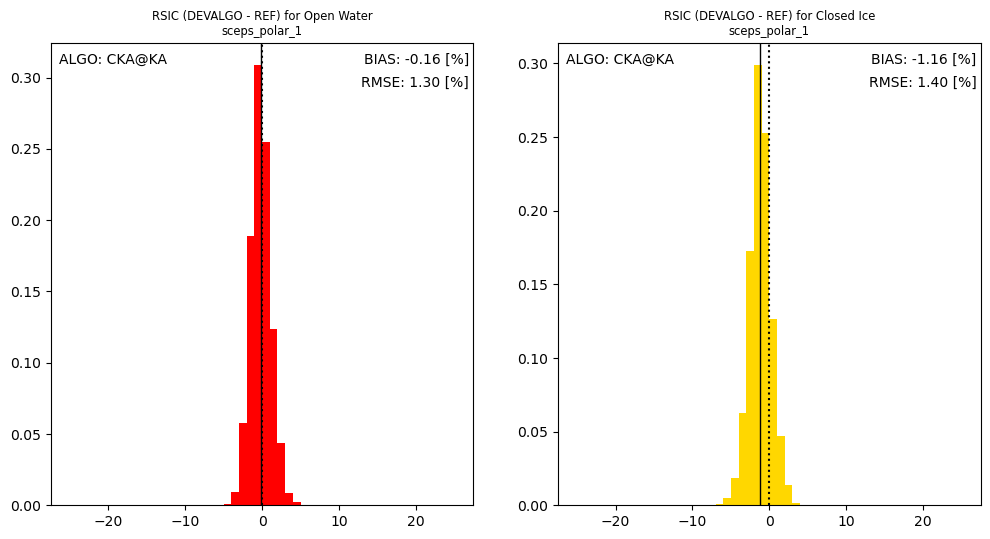 RSIC (DEVALGO - REF) for Open Water
sceps_polar_1
ALGO: CKA@KA
BIAS: -0.16 [%]
RMSE: 1.30 [%]
0.30
0.25
0.20
0.15
0.10
0.05
0.00
−20 −10 0 10 20
RSIC (DEVALGO - REF) for Closed Ice
sceps_polar_1
ALGO: CKA@KA
BIAS: -1.16 [%]
RMSE: 1.40 [%]
0.30
0.25
0.20
0.15
0.10
0.05
0.00
−20 −10 0 10 20